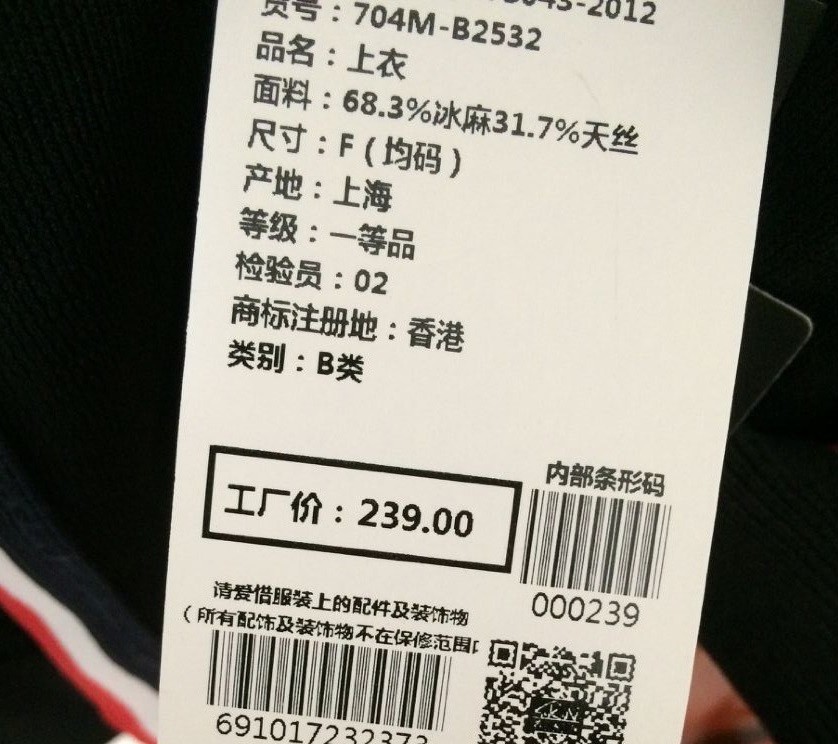 货号：704M-B2532
品名：上衣
面料：68.3%冰麻31.7%天丝
尺寸：F(均码)
产地：上海
等级：一等品
检验员：02
商标注册地：香港
类别：B类
内部条形码
工厂价：239.00
000239
请爱惜服装上的配件及装饰物
(所有配饰及装饰物不在保修范围内
691017232373